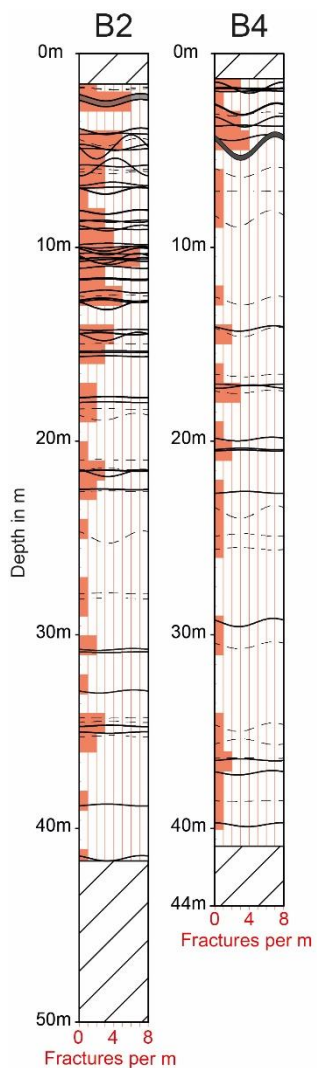 B2 B4
0m 0m
10m 10m
20m 20m
Depth in m
30m 30m
40m 40m
44m
0 4 8
Fractures per m
50m
0 4 8
Fractures per m